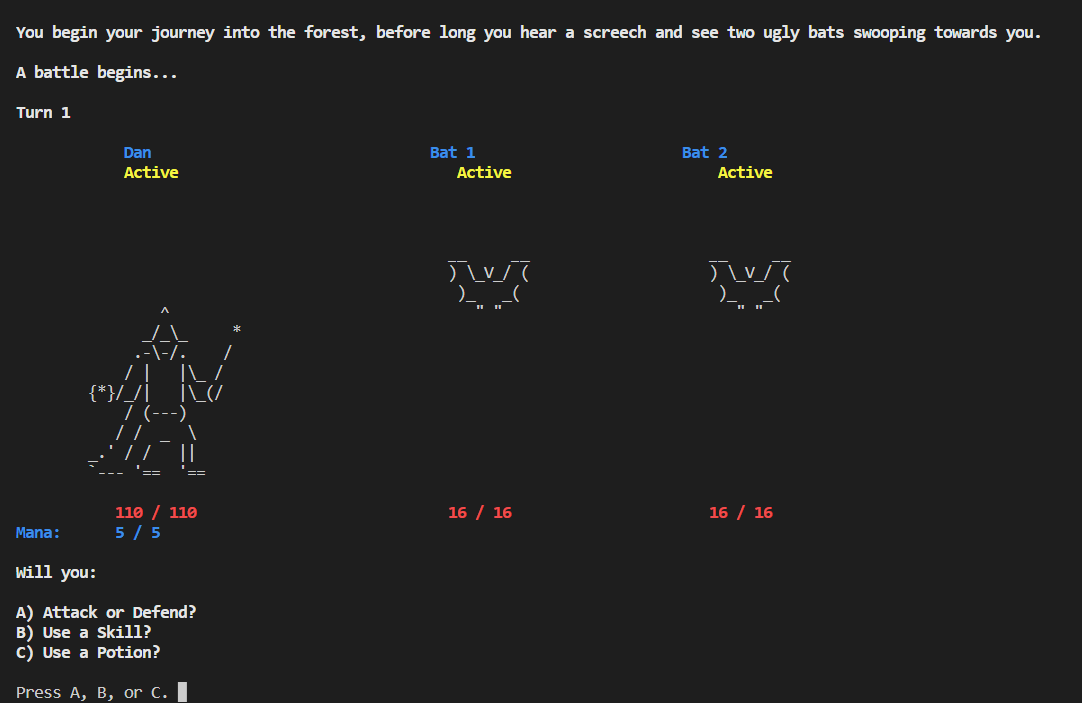 You begin your journey into the forest, before long you hear a screech and see two ugly bats swooping towards you.
A battle begins...
Turn 1
Dan Bat 1 Bat 2
Active Active Active
110 / 110 16 / 16 16 / 16
Mana: 5 / 5
Will you:
A) Attack or Defend?
B) Use a Skill?
C) Use a Potion?
Press A, B, or C.